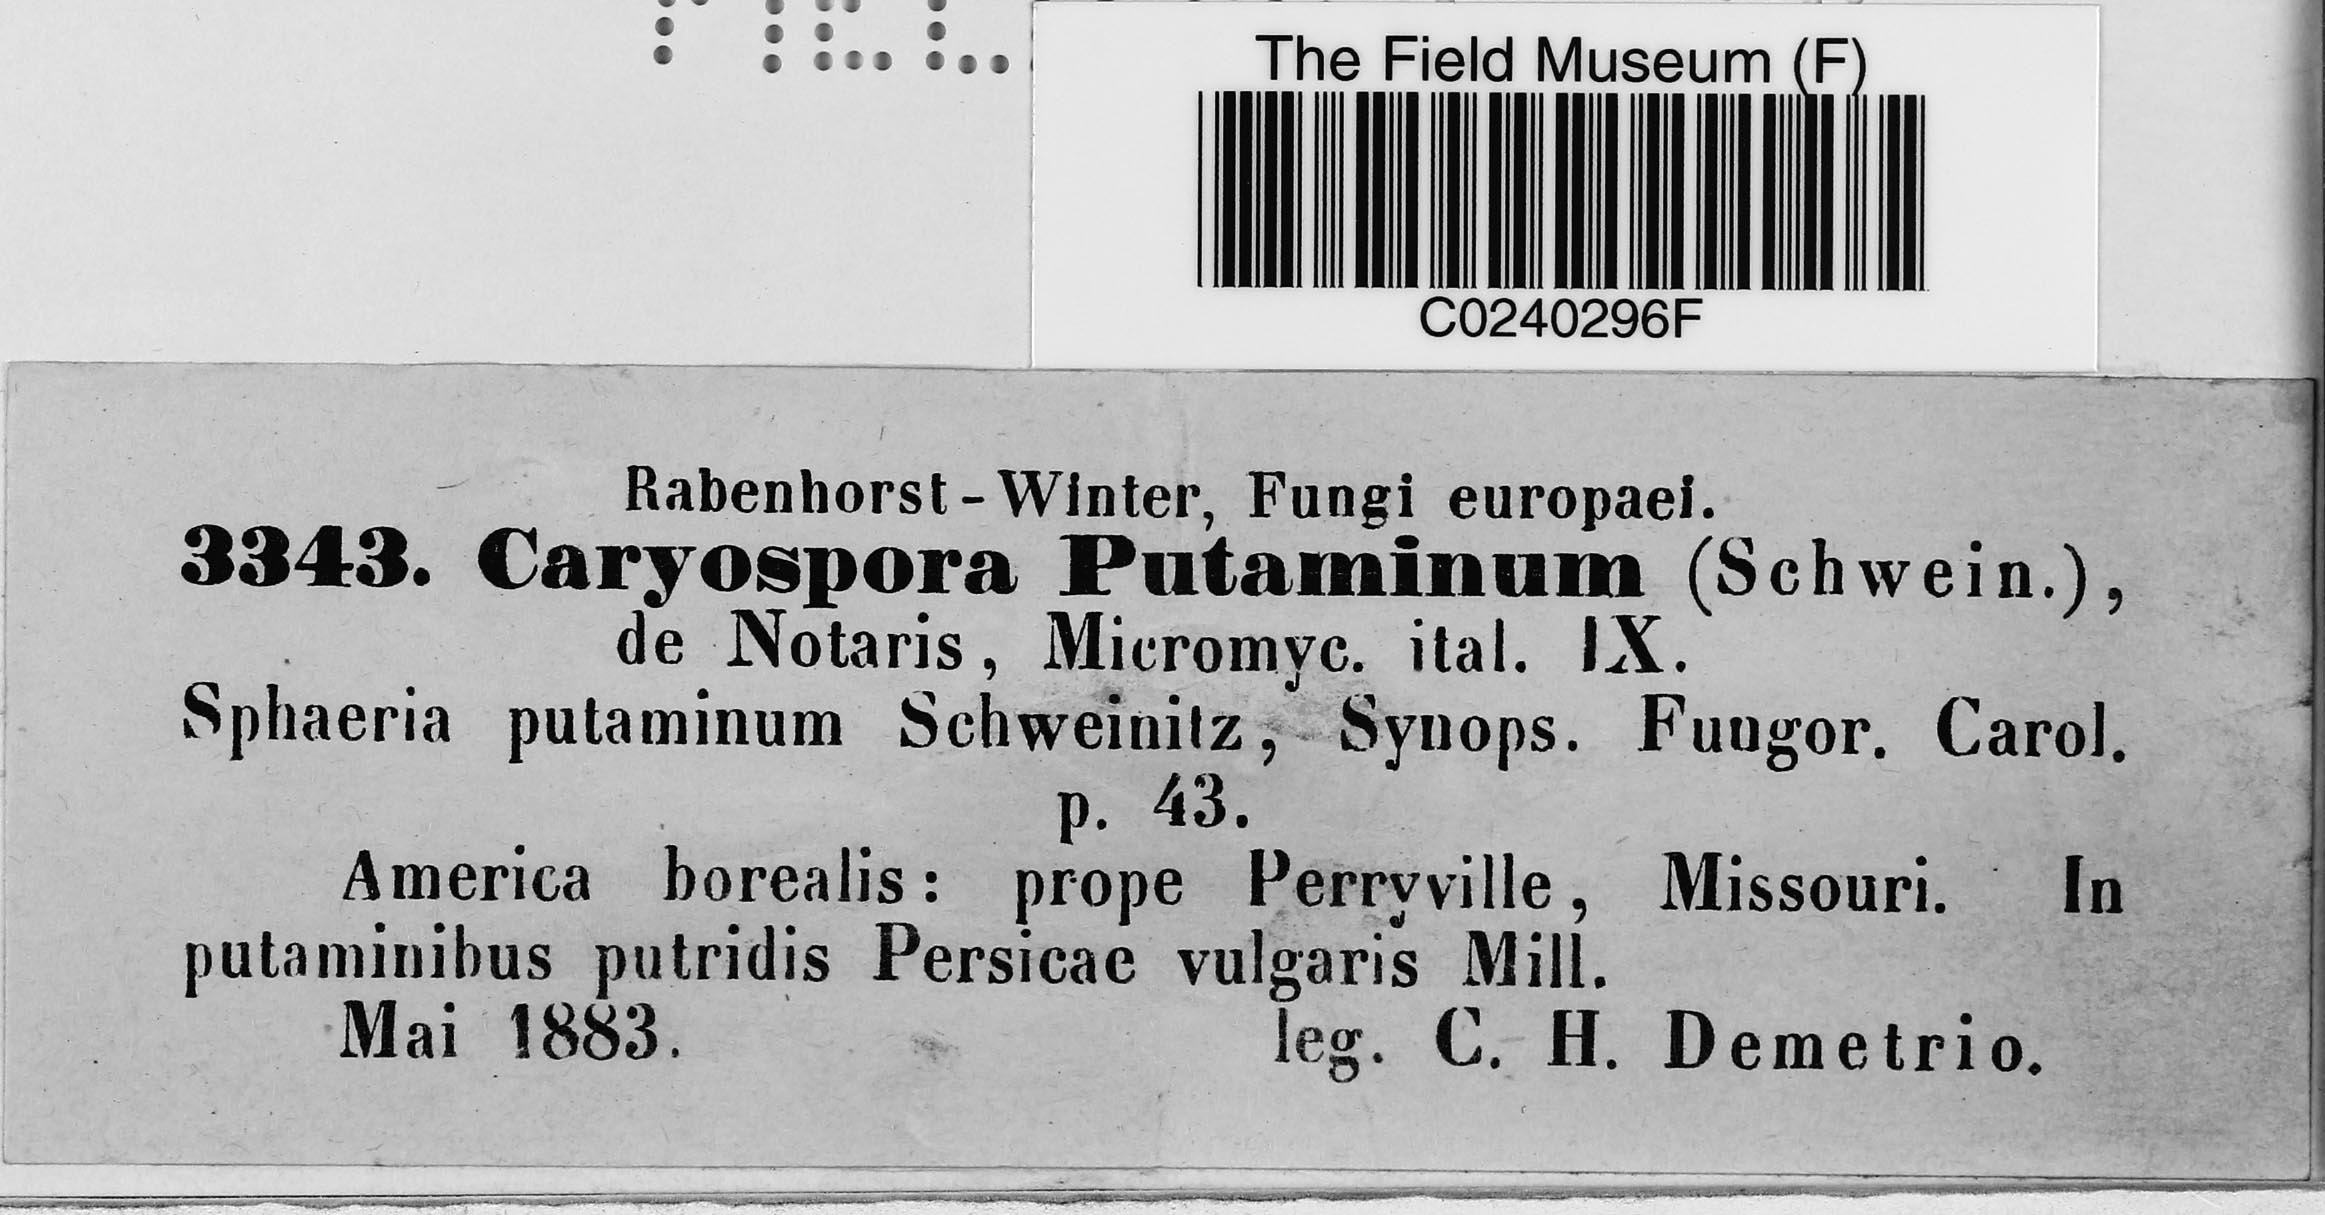 The Field Museum (F)
C0240296F
Rabenhorst-Winter, Fungi europaei.
3343. Caryospora Putaminum (Schwein.),
de Notaris, Micromyc. ital. IX.
Sphaeria putaminum Schweinitz, Synops. Fungor. Carol.
p. 43.
America borealis: prope Perryville, Missouri. In
putaminibus putridis Persicae vulgaris Mill.
Mai 1883. leg. C. H. Demetrio.